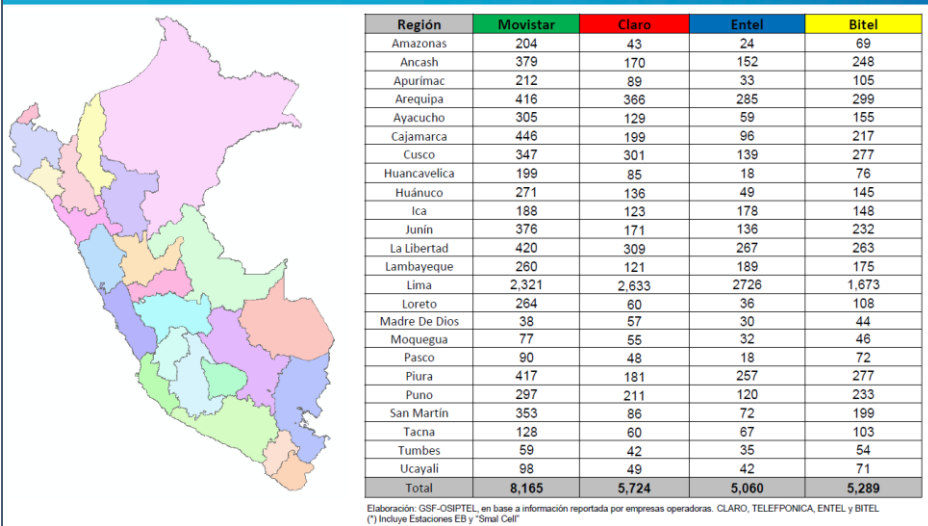 Región Movistar Claro Entel Bitel
Amazonas 204 43 24 69
Ancash 379 170 152 248
Apurímac 212 89 33 105
Arequipa 416 366 285 299
Ayacucho 305 129 59 155
Cajamarca 446 199 96 217
Cusco 347 301 139 277
Huancavelica 199 85 18 76
Huánuco 271 136 49 145
Ica 188 123 178 148
Junín 376 171 136 232
La Libertad 420 309 267 263
Lambayeque 260 121 189 175
Lima 2,321 2,633 2726 1,673
Loreto 264 60 36 108
Madre De Dios 38 57 30 44
Moquegua 77 55 32 46
Pasco 90 48 18 72
Piura 417 181 257 277
Puno 297 211 120 233
San Martín 353 86 72 199
Tacna 128 60 67 103
Tumbes 59 42 35 54
Ucayali 98 49 42 71
Total 8,165 5,724 5,060 5,289
Elaboración: GSF-OSIPTEL, en base a información reportada por empresas operadoras. CLARO, TELEFPONICA, ENTEL y BITEL
(*) Incluye Estaciones EB y "Smal Cell"